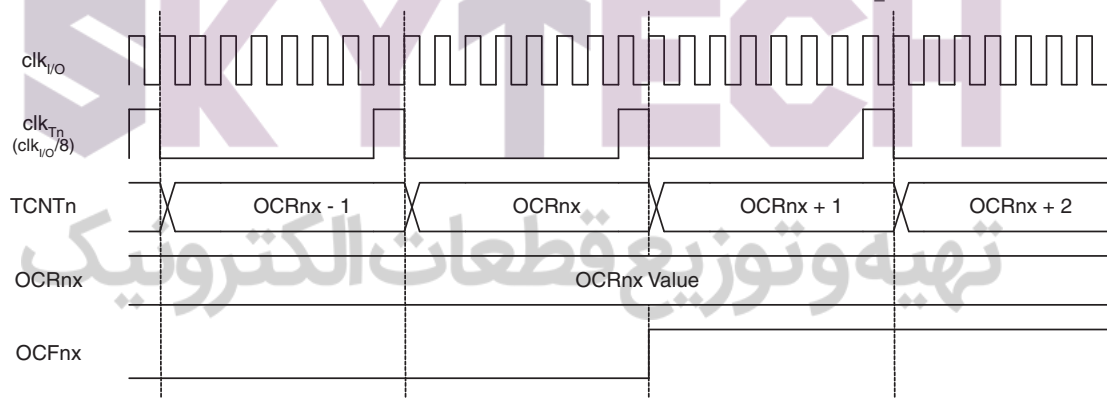 SKYTECH
clkI/O
clkTn
(clkI/O/8)
TCNTn
OCRnx - 1
OCRnx
OCRnx + 1
OCRnx + 2
تهیه و توزیع قطعات الکترونیک
OCRnx
OCRnx Value
OCFnx